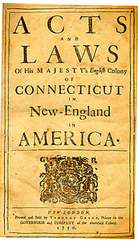 ACTS
AND
LAWS
Of His MAJESTY's English Colony
OF
CONNECTICUT
IN
New-England
IN
AMERICA.
NEW-LONDON,
Printed and Sold by TIMOTHY GREEN, Printer to the
GOVERNOUR and COMPANY of the abovesaid Colony.
1750.